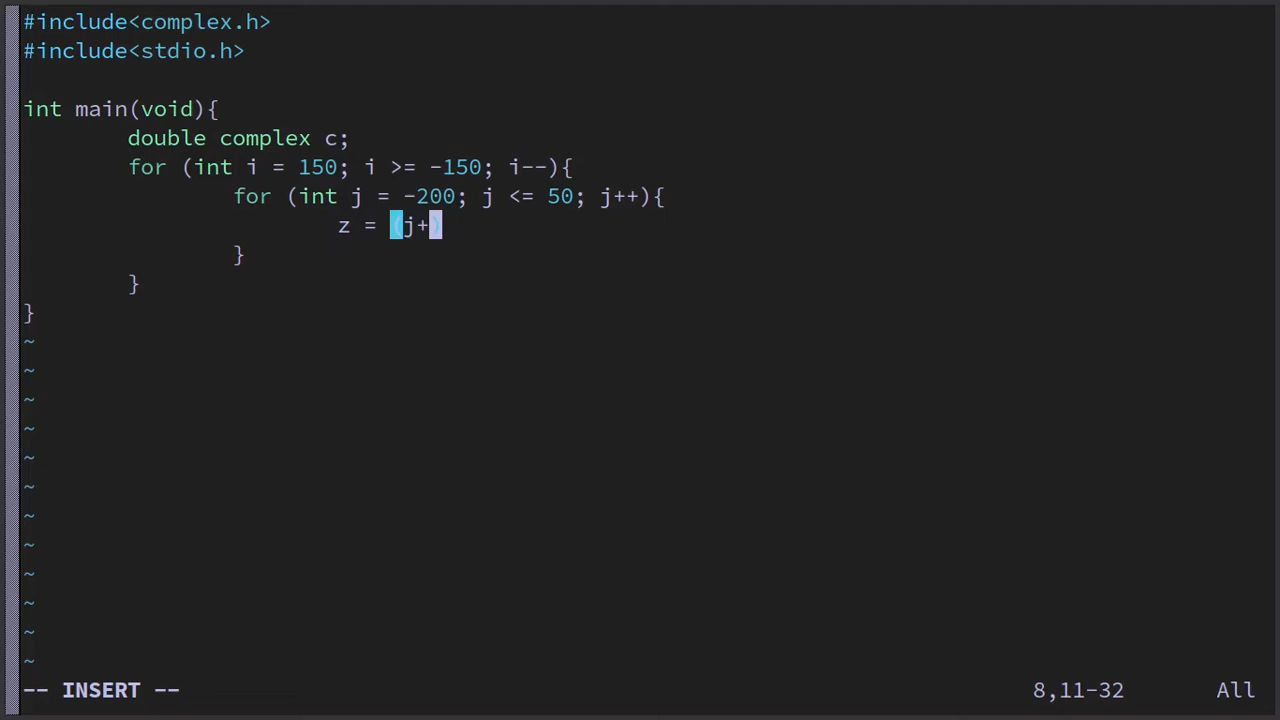 #include<complex.h>
#include<stdio.h>
int main(void){
double complex c;
for (int i = 150; i >= -150; i--){
for (int j = -200; j <= 50; j++){
z = (j+)
}
}
}
~
~
~
~
~
~
~
~
~
~
~
~
-- INSERT -- 8,11-32 All